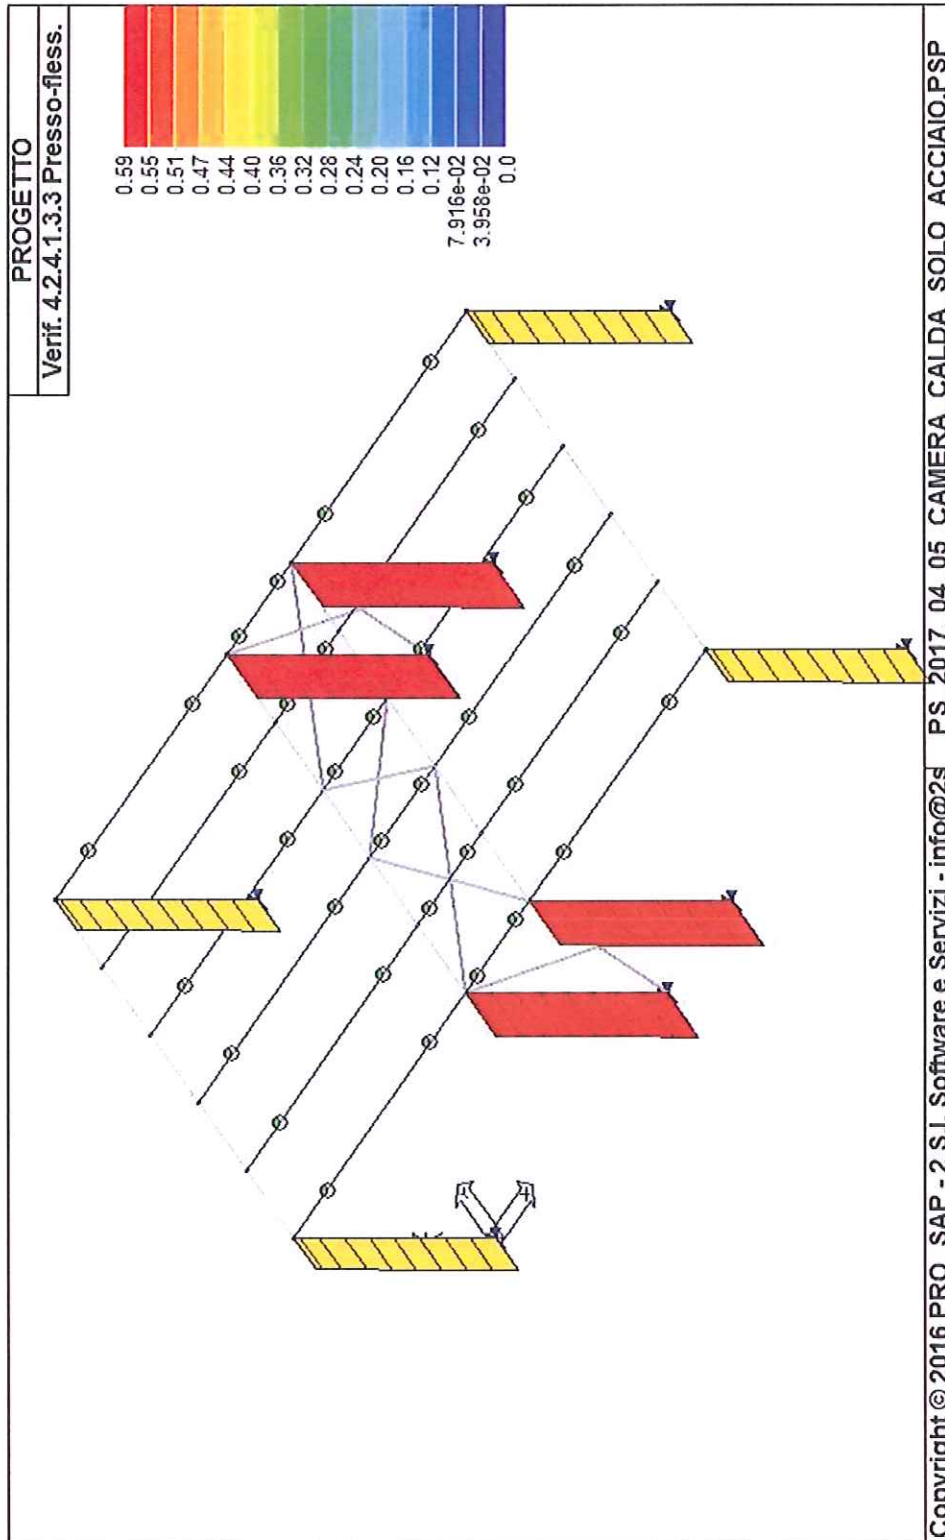 PROGETTO
Verif. 4.2.4.1.3.3 Presso-fless.
0.59
0.55
0.51
0.47
0.44
0.40
0.36
0.32
0.28
0.24
0.20
0.16
0.12
7.916e-02
3.958e-02
0.0
Copyright © 2016 PRO_SAP - 2 S.I. Software e Servizi - info@2s
PS_2017_04_05_CAMERA_CALDA_SOLO_ACCIAIO.PSP